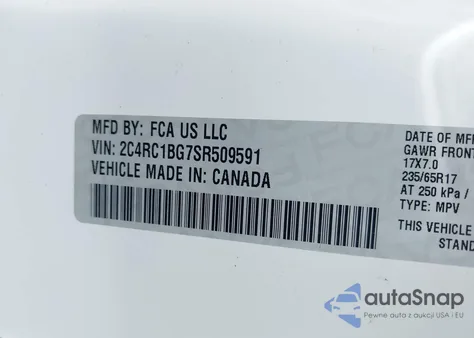 MFD BY: FCA US LLC
VIN: 2C4RC1BG7SR509591
VEHICLE MADE IN: CANADA
DATE OF MF
GAWR FRONT
17X7.0
235/65R17
AT 250 kPa /
TYPE: MPV
THIS VEHICLE
STAND
autaSnap
Pewne auta z aukcji USA i EU